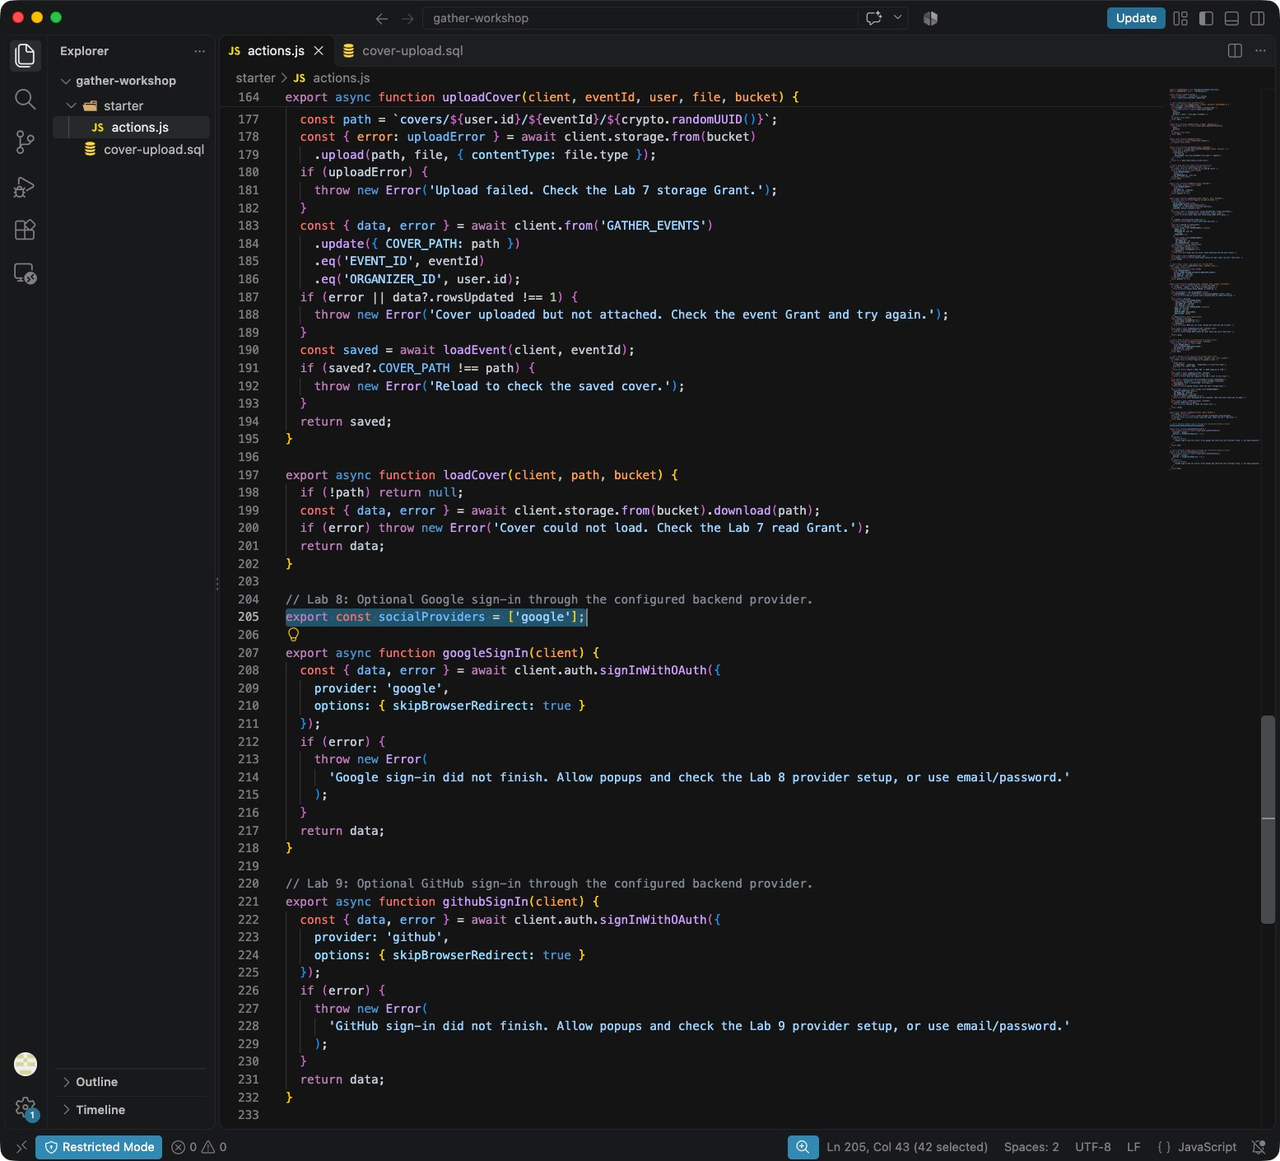 gather-workshop
Update
Explorer
JS actions.js
cover-upload.sql
gather-workshop
starter
JS actions.js
cover-upload.sql
starter > JS actions.js
164 export async function uploadCover(client, eventId, user, file, bucket) {
177 const path = `covers/${user.id}/${eventId}/${crypto.randomUUID()}`;
178 const { error: uploadError } = await client.storage.from(bucket)
179 .upload(path, file, { contentType: file.type });
180 if (uploadError) {
181 throw new Error('Upload failed. Check the Lab 7 storage Grant.');
182 }
183 const { data, error } = await client.from('GATHER_EVENTS')
184 .update({ COVER_PATH: path })
185 .eq('EVENT_ID', eventId)
186 .eq('ORGANIZER_ID', user.id);
187 if (error || data?.rowsUpdated !== 1) {
188 throw new Error('Cover uploaded but not attached. Check the event Grant and try again.');
189 }
190 const saved = await loadEvent(client, eventId);
191 if (saved?.COVER_PATH !== path) {
192 throw new Error('Reload to check the saved cover.');
193 }
194 return saved;
195 }
196
197 export async function loadCover(client, path, bucket) {
198 if (!path) return null;
199 const { data, error } = await client.storage.from(bucket).download(path);
200 if (error) throw new Error('Cover could not load. Check the Lab 7 read Grant.');
201 return data;
202 }
203
204 // Lab 8: Optional Google sign-in through the configured backend provider.
205 export const socialProviders = ['google'];
206
207 export async function googleSignIn(client) {
208 const { data, error } = await client.auth.signInWithOAuth({
209 provider: 'google',
210 options: { skipBrowserRedirect: true }
211 });
212 if (error) {
213 throw new Error(
214 'Google sign-in did not finish. Allow popups and check the Lab 8 provider setup, or use email/password.'
215 );
216 }
217 return data;
218 }
219
220 // Lab 9: Optional GitHub sign-in through the configured backend provider.
221 export async function githubSignIn(client) {
222 const { data, error } = await client.auth.signInWithOAuth({
223 provider: 'github',
224 options: { skipBrowserRedirect: true }
225 });
226 if (error) {
227 throw new Error(
228 'GitHub sign-in did not finish. Allow popups and check the Lab 9 provider setup, or use email/password.'
229 );
230 }
231 return data;
232 }
233
Outline
Timeline
1
Restricted Mode
0
0
Ln 205, Col 43 (42 selected)
Spaces: 2
UTF-8
LF
{ } JavaScript